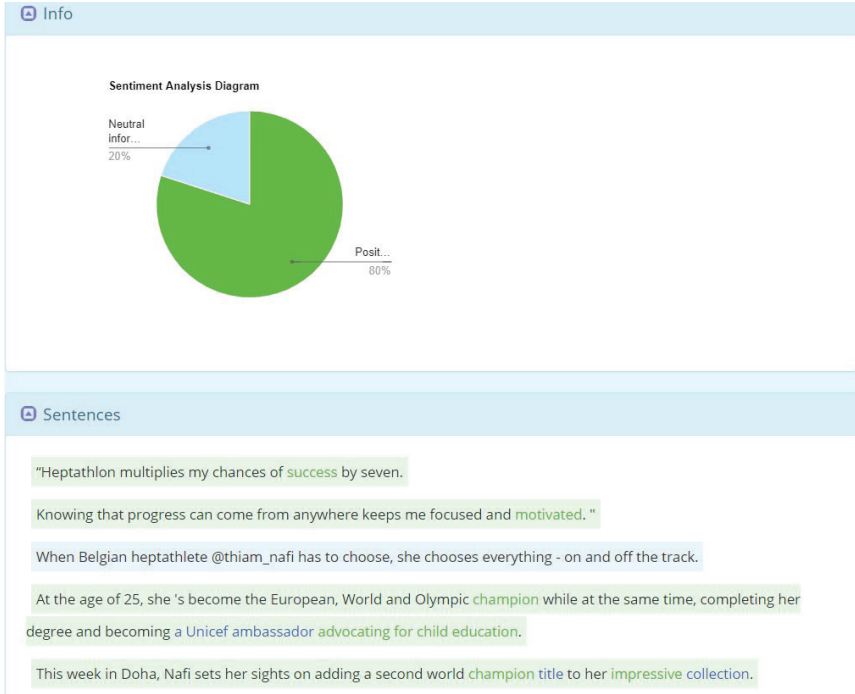 Info
Sentiment Analysis Diagram
Neutral
infor...
20%
Posit...
80%
Sentences
“Heptathlon multiplies my chances of success by seven.
Knowing that progress can come from anywhere keeps me focused and motivated. "
When Belgian heptathlete @thiam_nafi has to choose, she chooses everything - on and off the track.
At the age of 25, she 's become the European, World and Olympic champion while at the same time, completing her
degree and becoming a Unicef ambassador advocating for child education.
This week in Doha, Nafi sets her sights on adding a second world champion title to her impressive collection.